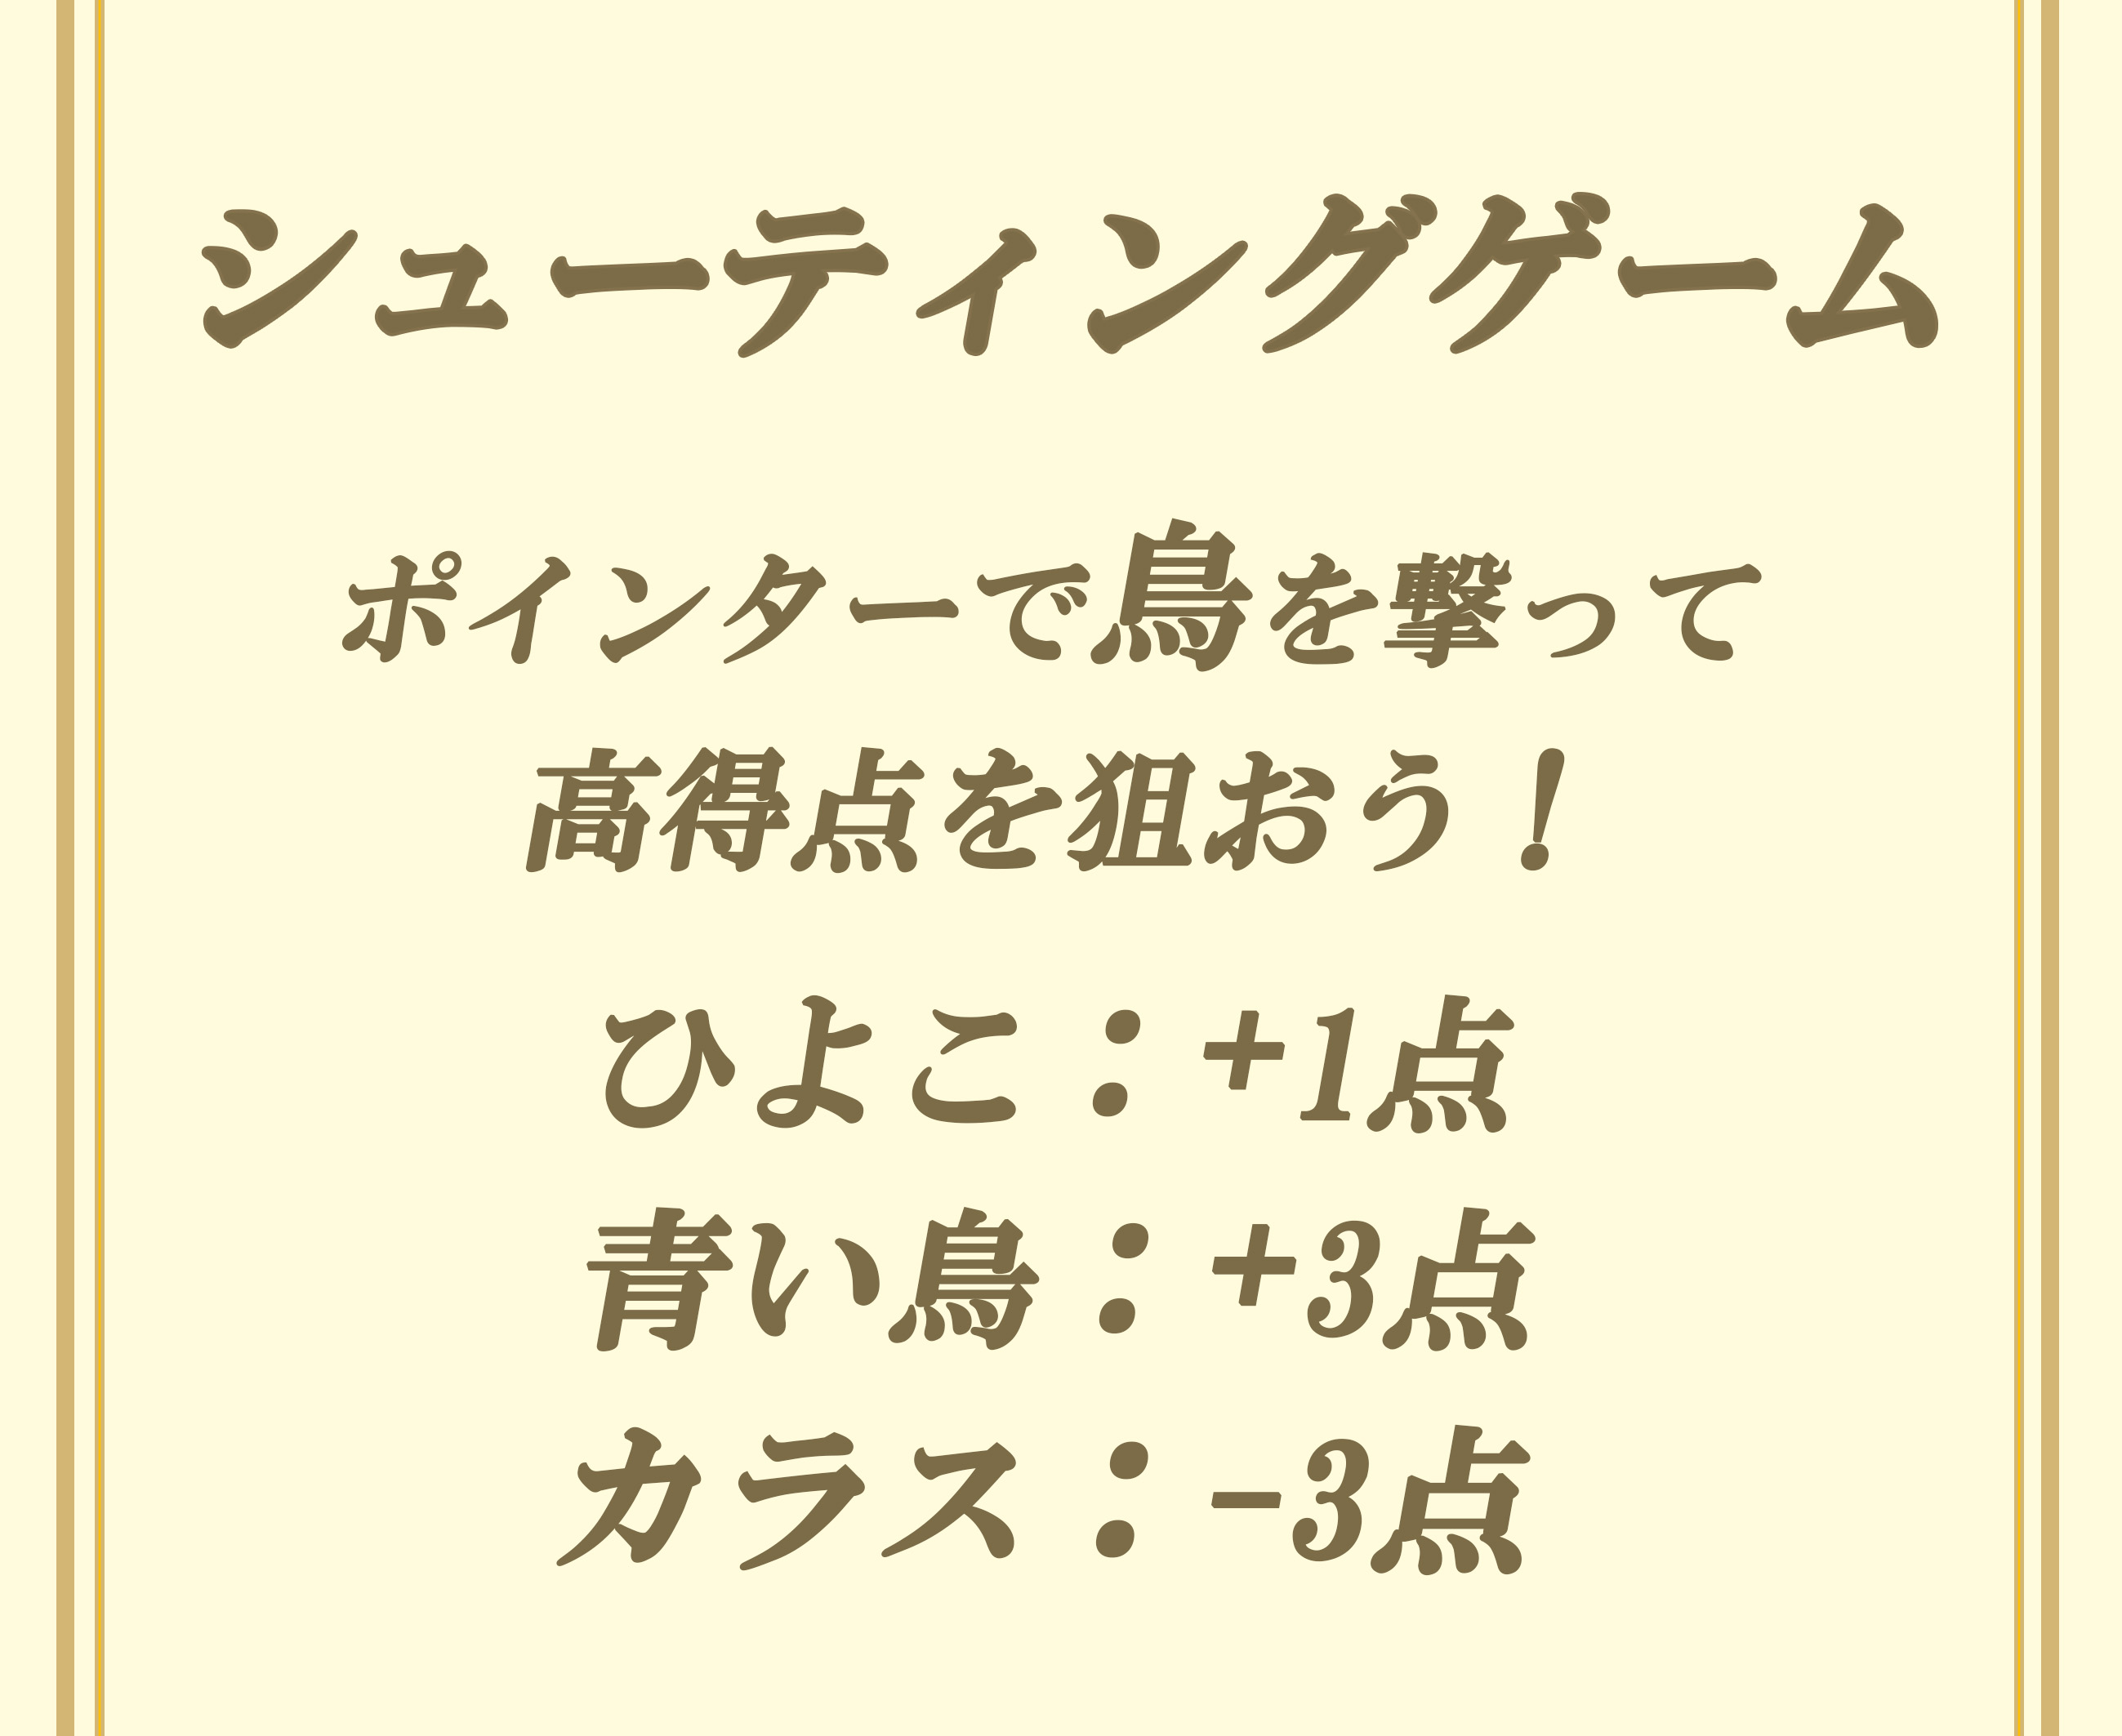 シューティングゲーム
ポインターで鳥を撃って
高得点を狙おう！
ひよこ：+1点
青い鳥：+3点
カラス：−3点